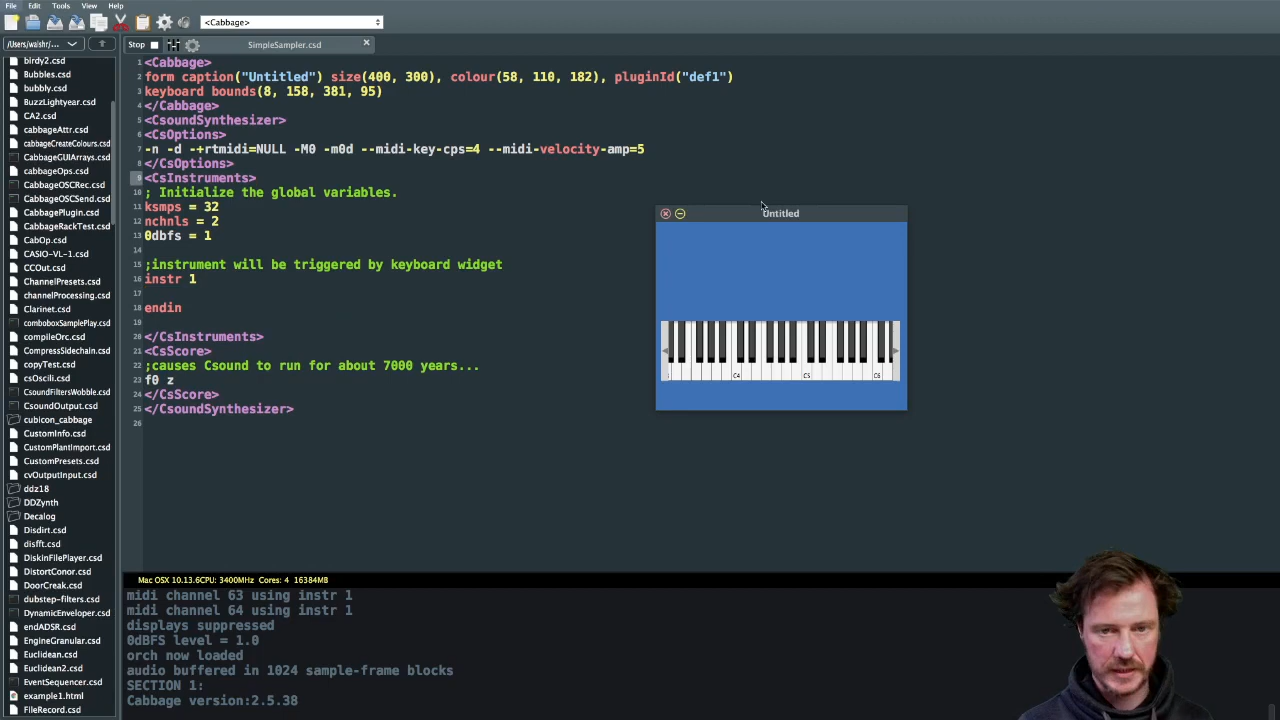 File Edit Tools View Help
<Cabbage>
/Users/walshr/...
Stop
SimpleSampler.csd
birdy2.csd
Bubbles.csd
bubbly.csd
BuzzLightyear.csd
CA2.csd
cabbageAttr.csd
cabbageCreateColours.csd
CabbageGUIArrays.csd
cabbageOps.csd
CabbageOSCRec.csd
CabbageOSCSend.csd
CabbagePlugin.csd
CabbageRackTest.csd
CabOp.csd
CASIO-VL-1.csd
CCOut.csd
ChannelPresets.csd
channelProcessing.csd
Clarinet.csd
comboboxSamplePlay.csd
compileOrc.csd
CompressSidechain.csd
copyTest.csd
csOscili.csd
CsoundFiltersWobble.csd
CsoundOutput.csd
cubicon_cabbage
CustomInfo.csd
CustomPlantImport.csd
CustomPresets.csd
cvOutputInput.csd
ddz18
DDZynth
Decalog
Disdirt.csd
disfft.csd
DiskinFilePlayer.csd
DistortConor.csd
DoorCreak.csd
dubstep-filters.csd
DynamicEnveloper.csd
endADSR.csd
EngineGranular.csd
Euclidean.csd
Euclidean2.csd
EventSequencer.csd
example1.html
FileRecord.csd
1 <Cabbage>
2 form caption("Untitled") size(400, 300), colour(58, 110, 182), pluginId("def1")
3 keyboard bounds(8, 158, 381, 95)
4 </Cabbage>
5 <CsoundSynthesizer>
6 <CsOptions>
7 -n -d -+rtmidi=NULL -M0 -m0d --midi-key-cps=4 --midi-velocity-amp=5
8 </CsOptions>
9 <CsInstruments>
10 ; Initialize the global variables.
11 ksmps = 32
12 nchnls = 2
13 0dbfs = 1
14
15 ;instrument will be triggered by keyboard widget
16 instr 1
17
18 endin
19
20 </CsInstruments>
21 <CsScore>
22 ;causes Csound to run for about 7000 years...
23 f0 z
24 </CsScore>
25 </CsoundSynthesizer>
26
Untitled
C4 C5 C6
Mac OSX 10.13.6CPU: 3400MHz Cores: 4 16384MB
midi channel 63 using instr 1
midi channel 64 using instr 1
displays suppressed
0dBFS level = 1.0
orch now loaded
audio buffered in 1024 sample-frame blocks
SECTION 1:
Cabbage version:2.5.38